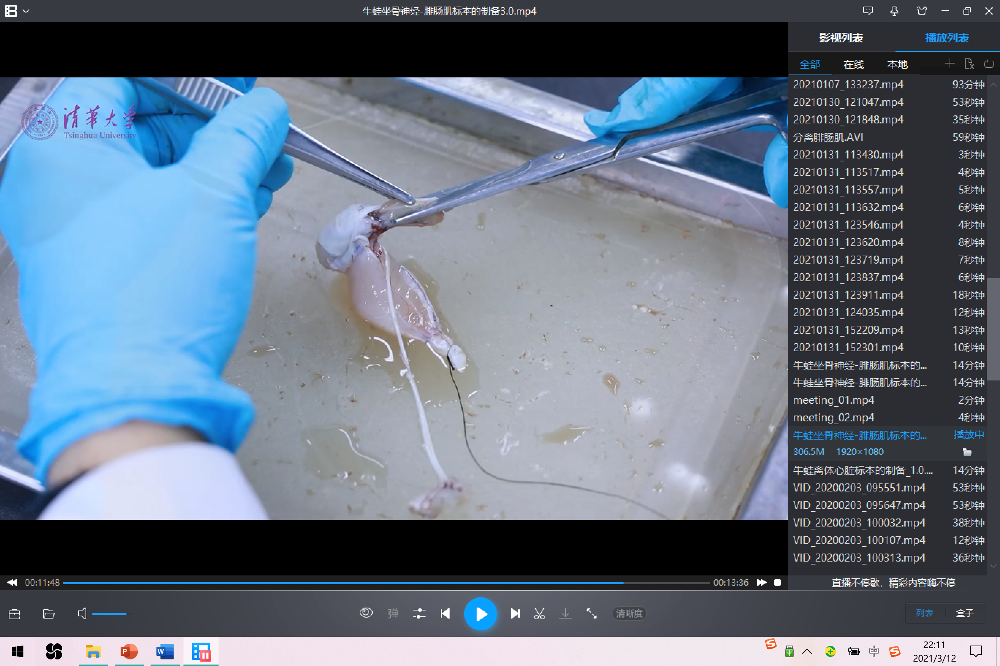 牛蛙坐骨神经-腓肠肌标本的制备3.0.mp4
清華大学
Tsinghua University
影视列表 播放列表
全部 在线 本地
20210107_133237.mp4 93分钟
20210130_121047.mp4 53秒钟
20210130_121848.mp4 35秒钟
分离腓肠肌.AVI 59秒钟
20210131_113430.mp4 3秒钟
20210131_113517.mp4 4秒钟
20210131_113557.mp4 5秒钟
20210131_113632.mp4 6秒钟
20210131_123546.mp4 4秒钟
20210131_123620.mp4 8秒钟
20210131_123719.mp4 7秒钟
20210131_123837.mp4 6秒钟
20210131_123911.mp4 18秒钟
20210131_124035.mp4 12秒钟
20210131_152209.mp4 13秒钟
20210131_152301.mp4 10秒钟
牛蛙坐骨神经-腓肠肌标本的... 14分钟
牛蛙坐骨神经-腓肠肌标本的... 14分钟
meeting_01.mp4 2分钟
meeting_02.mp4 4秒钟
牛蛙坐骨神经-腓肠肌标本的... 播放中
306.5M 1920×1080
牛蛙离体心脏标本的制备_1.0.... 14分钟
VID_20200203_095551.mp4 53秒钟
VID_20200203_095647.mp4 53秒钟
VID_20200203_100032.mp4 38秒钟
VID_20200203_100107.mp4 12秒钟
VID_20200203_100313.mp4 36秒钟
00:11:48 00:13:36
直播不停歇，精彩内容嗨不停
弹 清晰度
列表 盒子
P W 中 S
22:11
2021/3/12